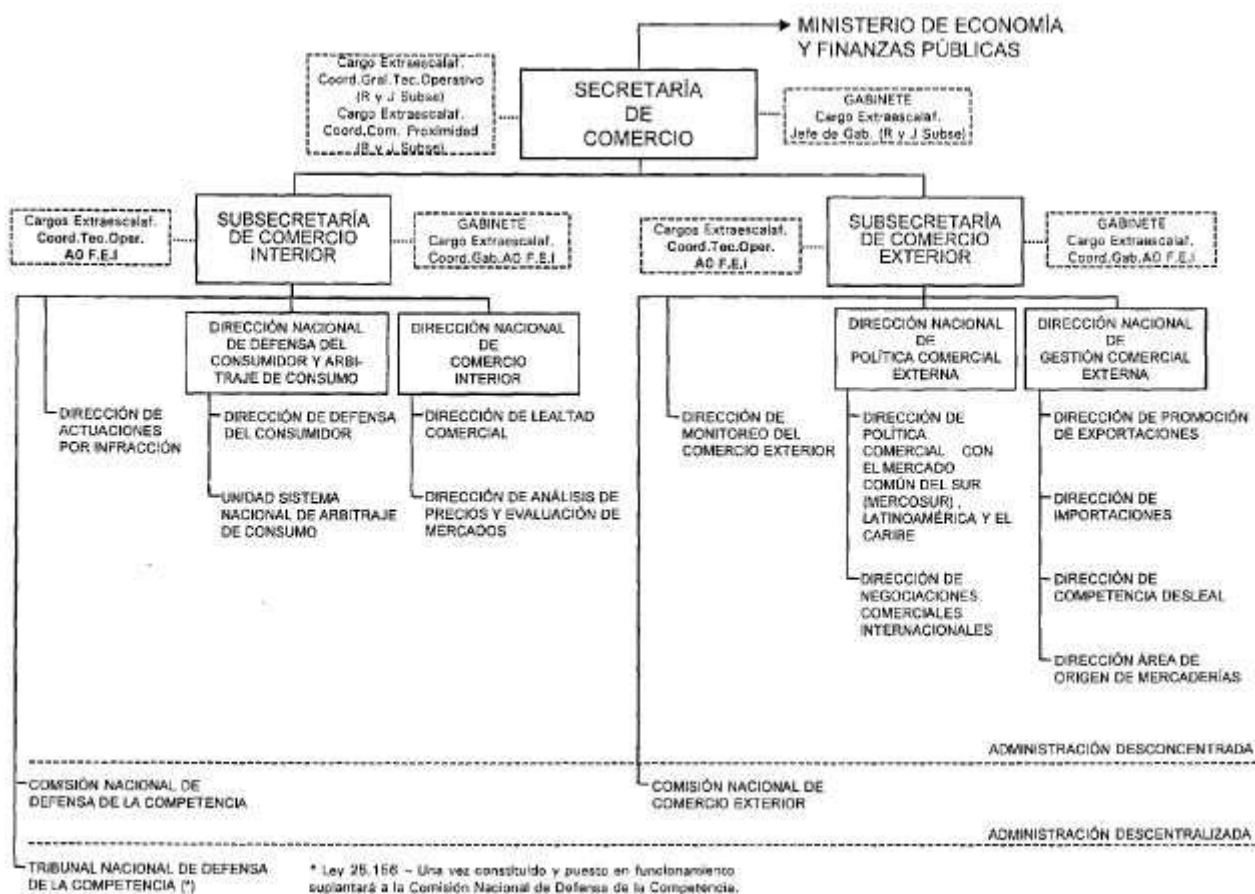 MINISTERIO DE ECONOMÍA
Y FINANZAS PÚBLICAS
Cargo Extraescalaf.
Coord.Gral.Tec.Operativo
(R y J Subse)
Cargo Extraescalaf.
Coord.Com. Proximidad
(R y J Subse)
SECRETARÍA
DE
COMERCIO
GABINETE
Cargo Extraescalaf.
Jefe de Gab. (R y J Subse)
Cargos Extraescalaf.
Coord.Tec.Oper.
A0 F.E.I
SUBSECRETARÍA
DE COMERCIO
INTERIOR
GABINETE
Cargo Extraescalaf.
Coord.Gab.A0 F.E.I
Cargos Extraescalaf.
Coord.Tec.Oper.
A0 F.E.I
SUBSECRETARÍA
DE COMERCIO
EXTERIOR
GABINETE
Cargo Extraescalaf.
Coord.Gab.A0 F.E.I
DIRECCIÓN NACIONAL
DE DEFENSA DEL
CONSUMIDOR Y ARBI-
TRAJE DE CONSUMO
DIRECCIÓN NACIONAL
DE
COMERCIO
INTERIOR
DIRECCIÓN NACIONAL
DE
POLÍTICA COMERCIAL
EXTERNA
DIRECCIÓN NACIONAL
DE
GESTIÓN COMERCIAL
EXTERNA
DIRECCIÓN DE
ACTUACIONES
POR INFRACCIÓN
DIRECCIÓN DE DEFENSA
DEL CONSUMIDOR
UNIDAD SISTEMA
NACIONAL DE ARBITRAJE
DE CONSUMO
DIRECCIÓN DE LEALTAD
COMERCIAL
DIRECCIÓN DE ANÁLISIS DE
PRECIOS Y EVALUACIÓN DE
MERCADOS
DIRECCIÓN DE
MONITOREO DEL
COMERCIO EXTERIOR
DIRECCIÓN DE
POLÍTICA
COMERCIAL CON
EL MERCADO
COMÚN DEL SUR
(MERCOSUR) ,
LATINOAMÉRICA Y EL
CARIBE
DIRECCIÓN DE
NEGOCIACIONES
COMERCIALES
INTERNACIONALES
DIRECCIÓN DE PROMOCIÓN
DE EXPORTACIONES
DIRECCIÓN DE
IMPORTACIONES
DIRECCIÓN DE
COMPETENCIA DESLEAL
DIRECCIÓN ÁREA DE
ORIGEN DE MERCADERÍAS
ADMINISTRACIÓN DESCONCENTRADA
COMISIÓN NACIONAL DE
DEFENSA DE LA COMPETENCIA
COMISIÓN NACIONAL DE
COMERCIO EXTERIOR
ADMINISTRACIÓN DESCENTRALIZADA
TRIBUNAL NACIONAL DE DEFENSA
DE LA COMPETENCIA (*)
* Ley 25.156 – Una vez constituído y puesto en funcionamiento
suplantará a la Comisión Nacional de Defensa de la Competencia.